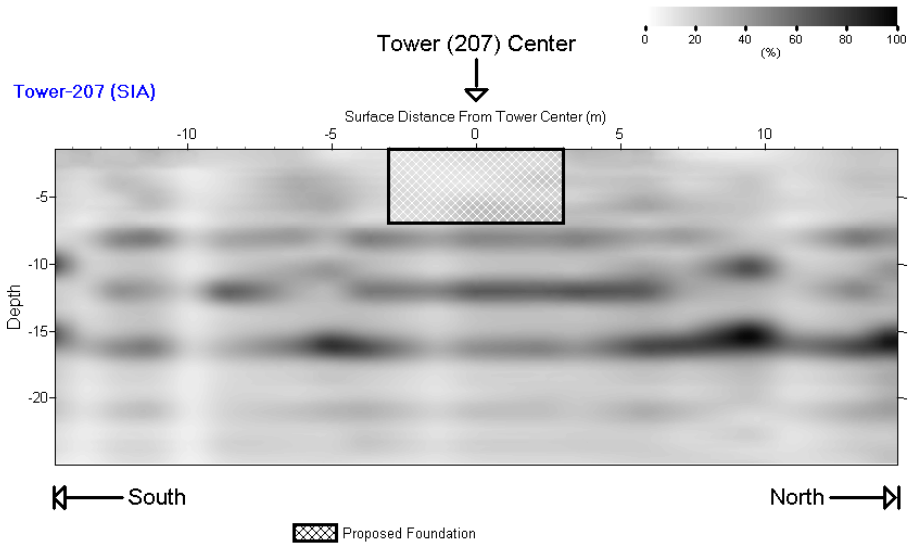 0 20 40 60 80 100
(%)
Tower (207) Center
Tower-207 (SIA)
Surface Distance From Tower Center (m)
-10 -5 0 5 10
-5
-10
-15
-20
Depth
South
North
Proposed Foundation